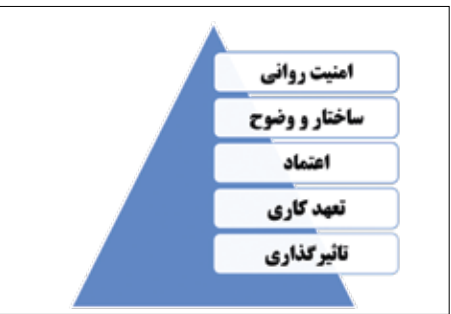 امنیت روانی
ساختار و وضوح
اعتماد
تعهد کاری
تاثیرگذاری